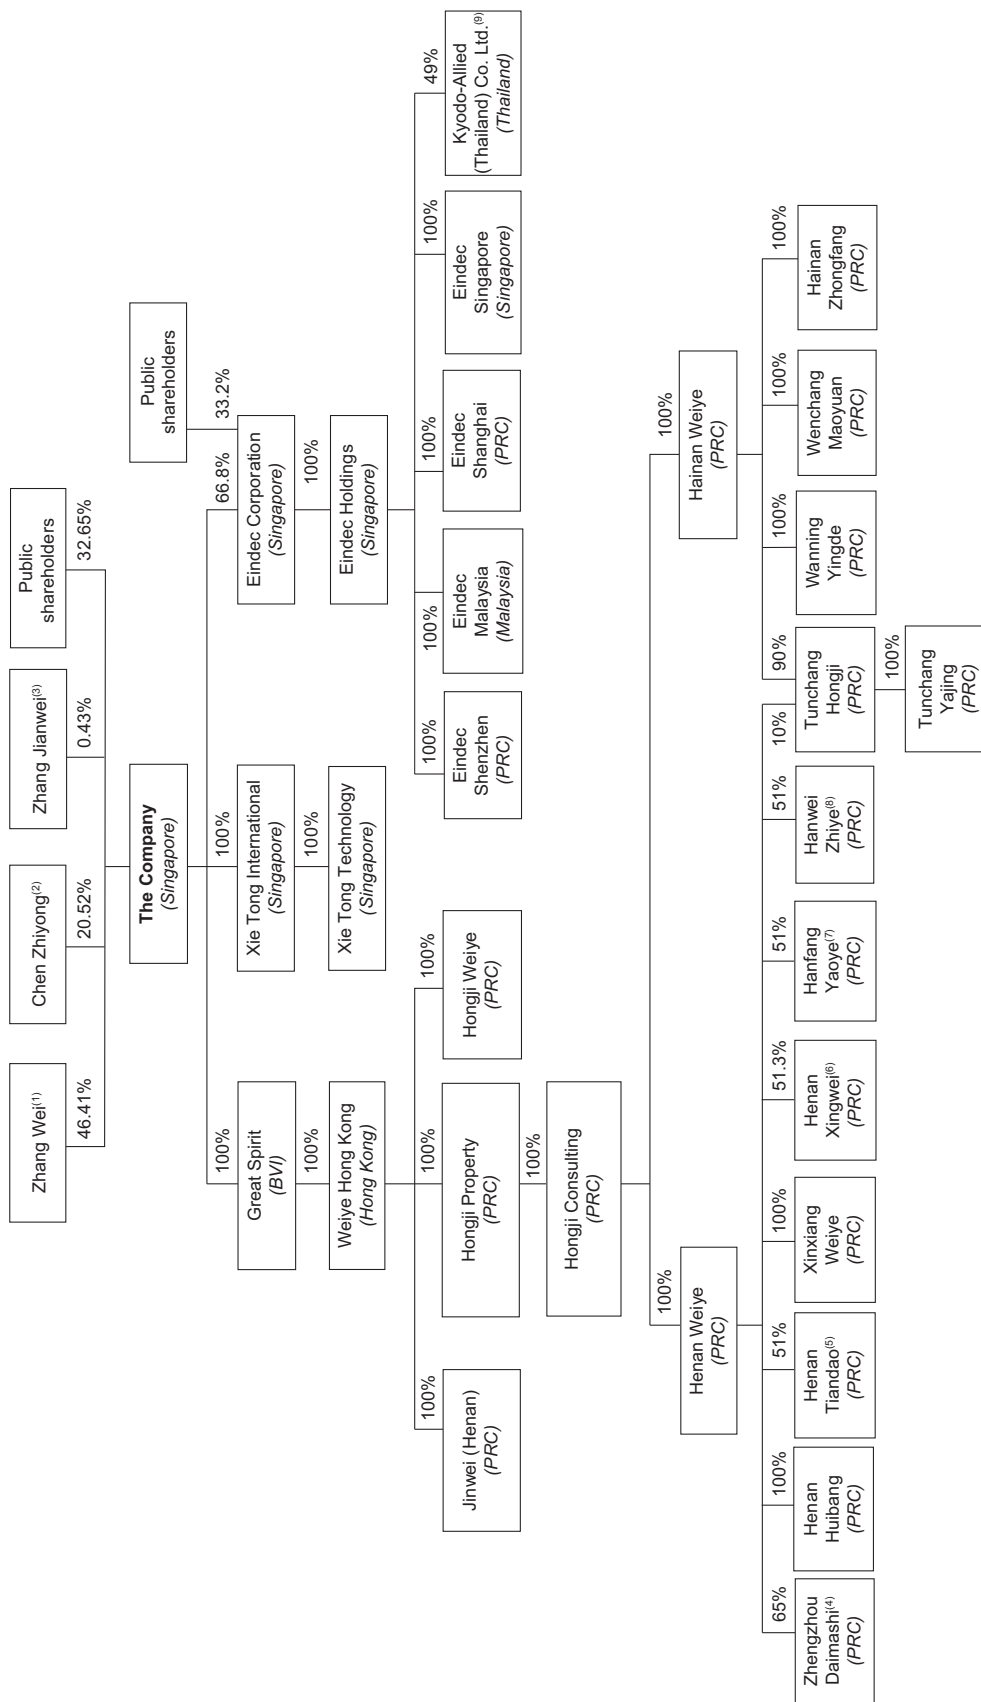 Zhang Wei(1)
Chen Zhiyong(2)
Zhang Jianwei(3)
Public
shareholders
46.41%
20.52%
0.43%
32.65%
The Company
(Singapore)
Public
shareholders
100%
100%
66.8%
33.2%
Great Spirit
(BVI)
Xie Tong International
(Singapore)
Eindec Corporation
(Singapore)
100%
100%
100%
Weiye Hong Kong
(Hong Kong)
Xie Tong Technology
(Singapore)
Eindec Holdings
(Singapore)
100%
100%
100%
100%
100%
100%
100%
49%
Jinwei (Henan)
(PRC)
Hongji Property
(PRC)
Hongji Weiye
(PRC)
Eindec
Shenzhen
(PRC)
Eindec
Malaysia
(Malaysia)
Eindec
Shanghai
(PRC)
Eindec
Singapore
(Singapore)
Kyodo-Allied
(Thailand) Co. Ltd.(9)
(Thailand)
100%
Hongji Consulting
(PRC)
100%
100%
Henan Weiye
(PRC)
Hainan Weiye
(PRC)
65%
100%
51%
100%
51.3%
51%
51%
10%
90%
100%
100%
100%
Zhengzhou
Daimashi(4)
(PRC)
Henan
Huibang
(PRC)
Henan
Tiandao(5)
(PRC)
Xinxiang
Weiye
(PRC)
Henan
Xingwei(6)
(PRC)
Hanfang
Yaoye(7)
(PRC)
Hanwei
Zhiye(8)
(PRC)
Tunchang
Hongji
(PRC)
Wanning
Yingde
(PRC)
Wenchang
Maoyuan
(PRC)
Hainan
Zhongfang
(PRC)
100%
Tunchang
Yajing
(PRC)